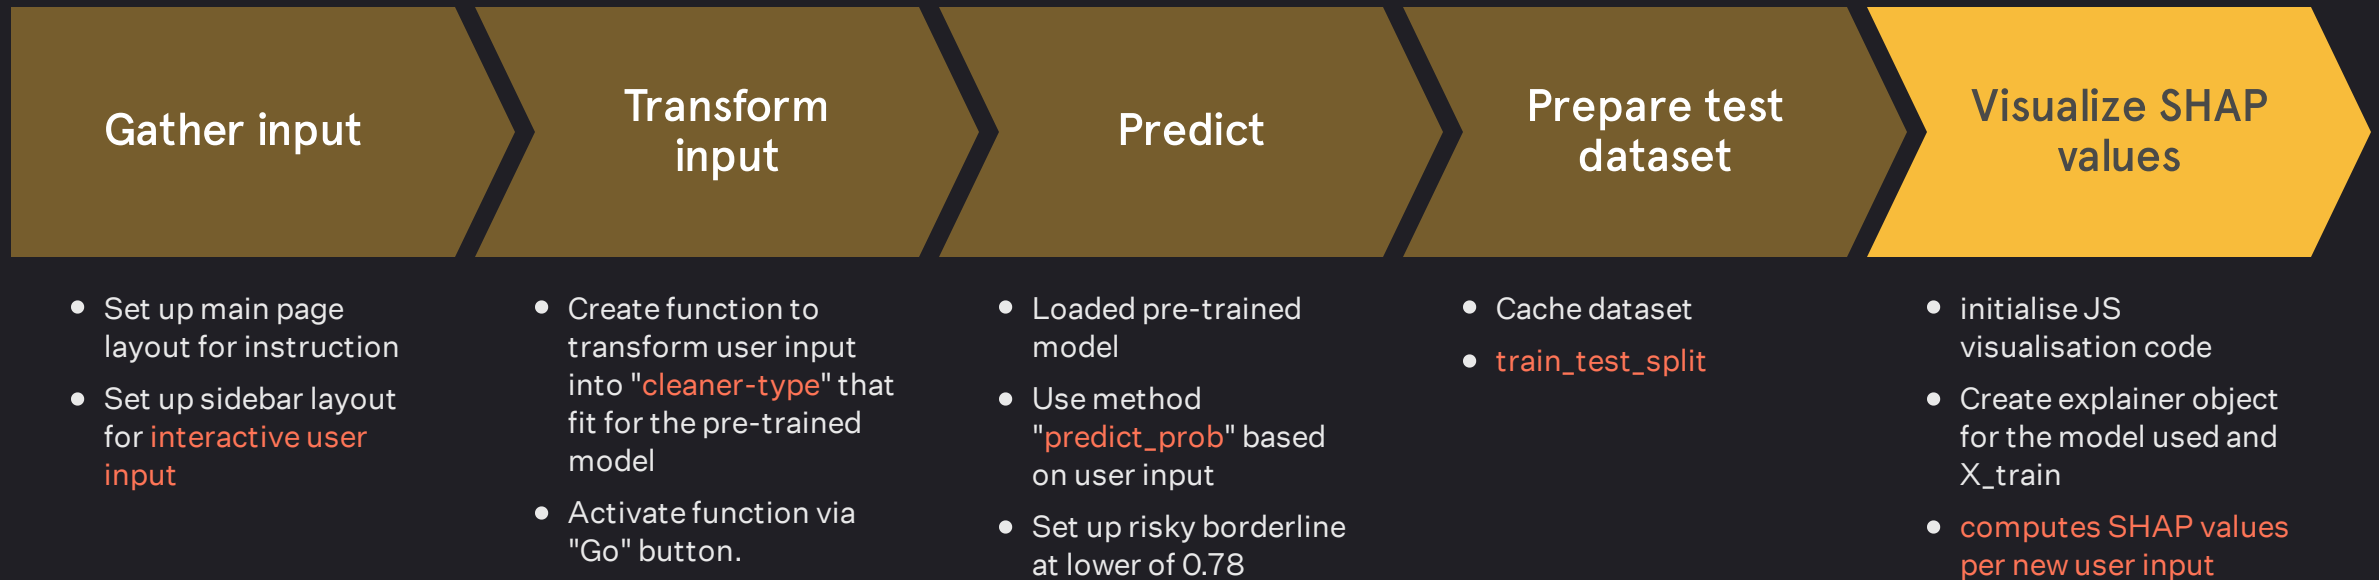 Gather input
Transform
input
Predict
Prepare test
dataset
Visualize SHAP
values
Set up main page
layout for instruction
Set up sidebar layout
for interactive user
input
Create function to
transform user input
into "cleaner-type" that
fit for the pre-trained
model
Activate function via
"Go" button.
Loaded pre-trained
model
Use method
"predict_prob" based
on user input
Set up risky borderline
at lower of 0.78
Cache dataset
train_test_split
initialise JS
visualisation code
Create explainer object
for the model used and
X_train
computes SHAP values
per new user input